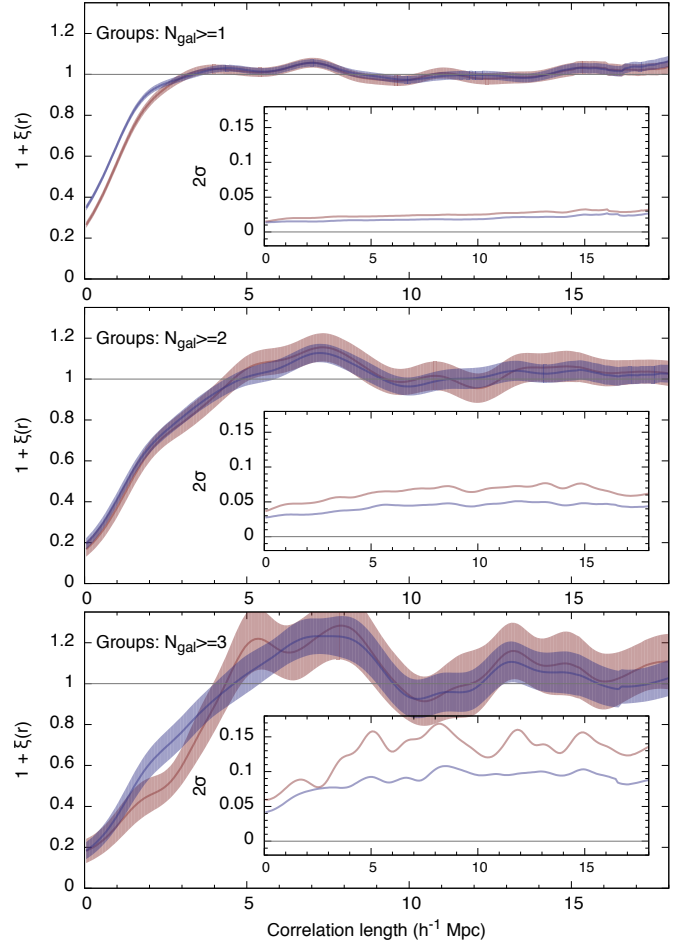 Groups: N_gal>=1
1 + ξ(r)
1.2
1
0.8
0.6
0.4
0.2
0
0 5 10 15
2σ
0.15
0.1
0.05
0
0 5 10 15
Groups: N_gal>=2
1 + ξ(r)
1.2
1
0.8
0.6
0.4
0.2
0
0 5 10 15
2σ
0.15
0.1
0.05
0
0 5 10 15
Groups: N_gal>=3
1 + ξ(r)
1.2
1
0.8
0.6
0.4
0.2
0
0 5 10 15
2σ
0.15
0.1
0.05
0
0 5 10 15
Correlation length (h⁻¹ Mpc)